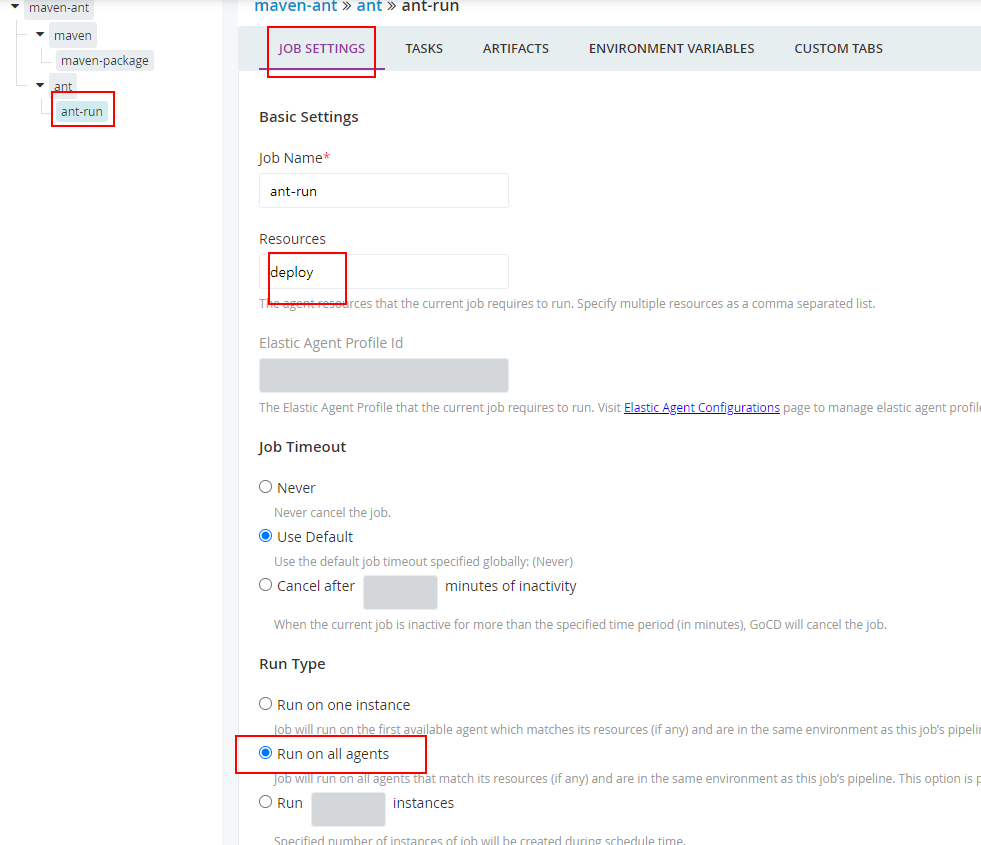 maven-ant
maven
maven-package
ant
ant-run
maven-ant » ant » ant-run
JOB SETTINGS TASKS ARTIFACTS ENVIRONMENT VARIABLES CUSTOM TABS
Basic Settings
Job Name*
ant-run
Resources
deploy
The agent resources that the current job requires to run. Specify multiple resources as a comma separated list.
Elastic Agent Profile Id
The Elastic Agent Profile that the current job requires to run. Visit Elastic Agent Configurations page to manage elastic agent profile
Job Timeout
Never
Never cancel the job.
Use Default
Use the default job timeout specified globally: (Never)
Cancel after minutes of inactivity
When the current job is inactive for more than the specified time period (in minutes), GoCD will cancel the job.
Run Type
Run on one instance
Job will run on the first available agent which matches its resources (if any) and are in the same environment as this job's
Run on all agents
Job will run on all agents that match its resources (if any) and are in the same environment as this job's pipeline. This option is
Run instances
Specified number of instances of job will be created during schedule time.